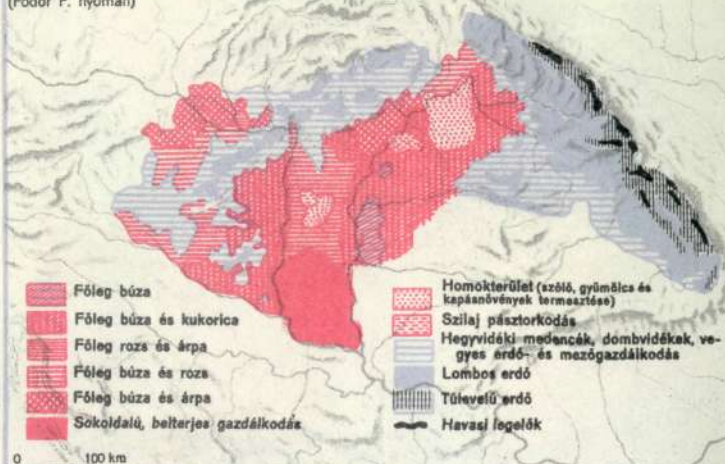 (Fodor F. nyomán)
Főleg búza
Főleg búza és kukorica
Főleg rozs és árpa
Főleg búza és rozs
Főleg búza és árpa
Sokoldalú, belterjes gazdálkodás
0 100 km
Homokterület (szőlő, gyümölcs és
kapásnövények termesztése)
Szilaj pásztorkodás
Hegyvidéki medencék, dombvidékek, ve-
gyes erdő- és mezőgazdálkodás
Lombos erdő
Tűlevelű erdő
Havasi legelők